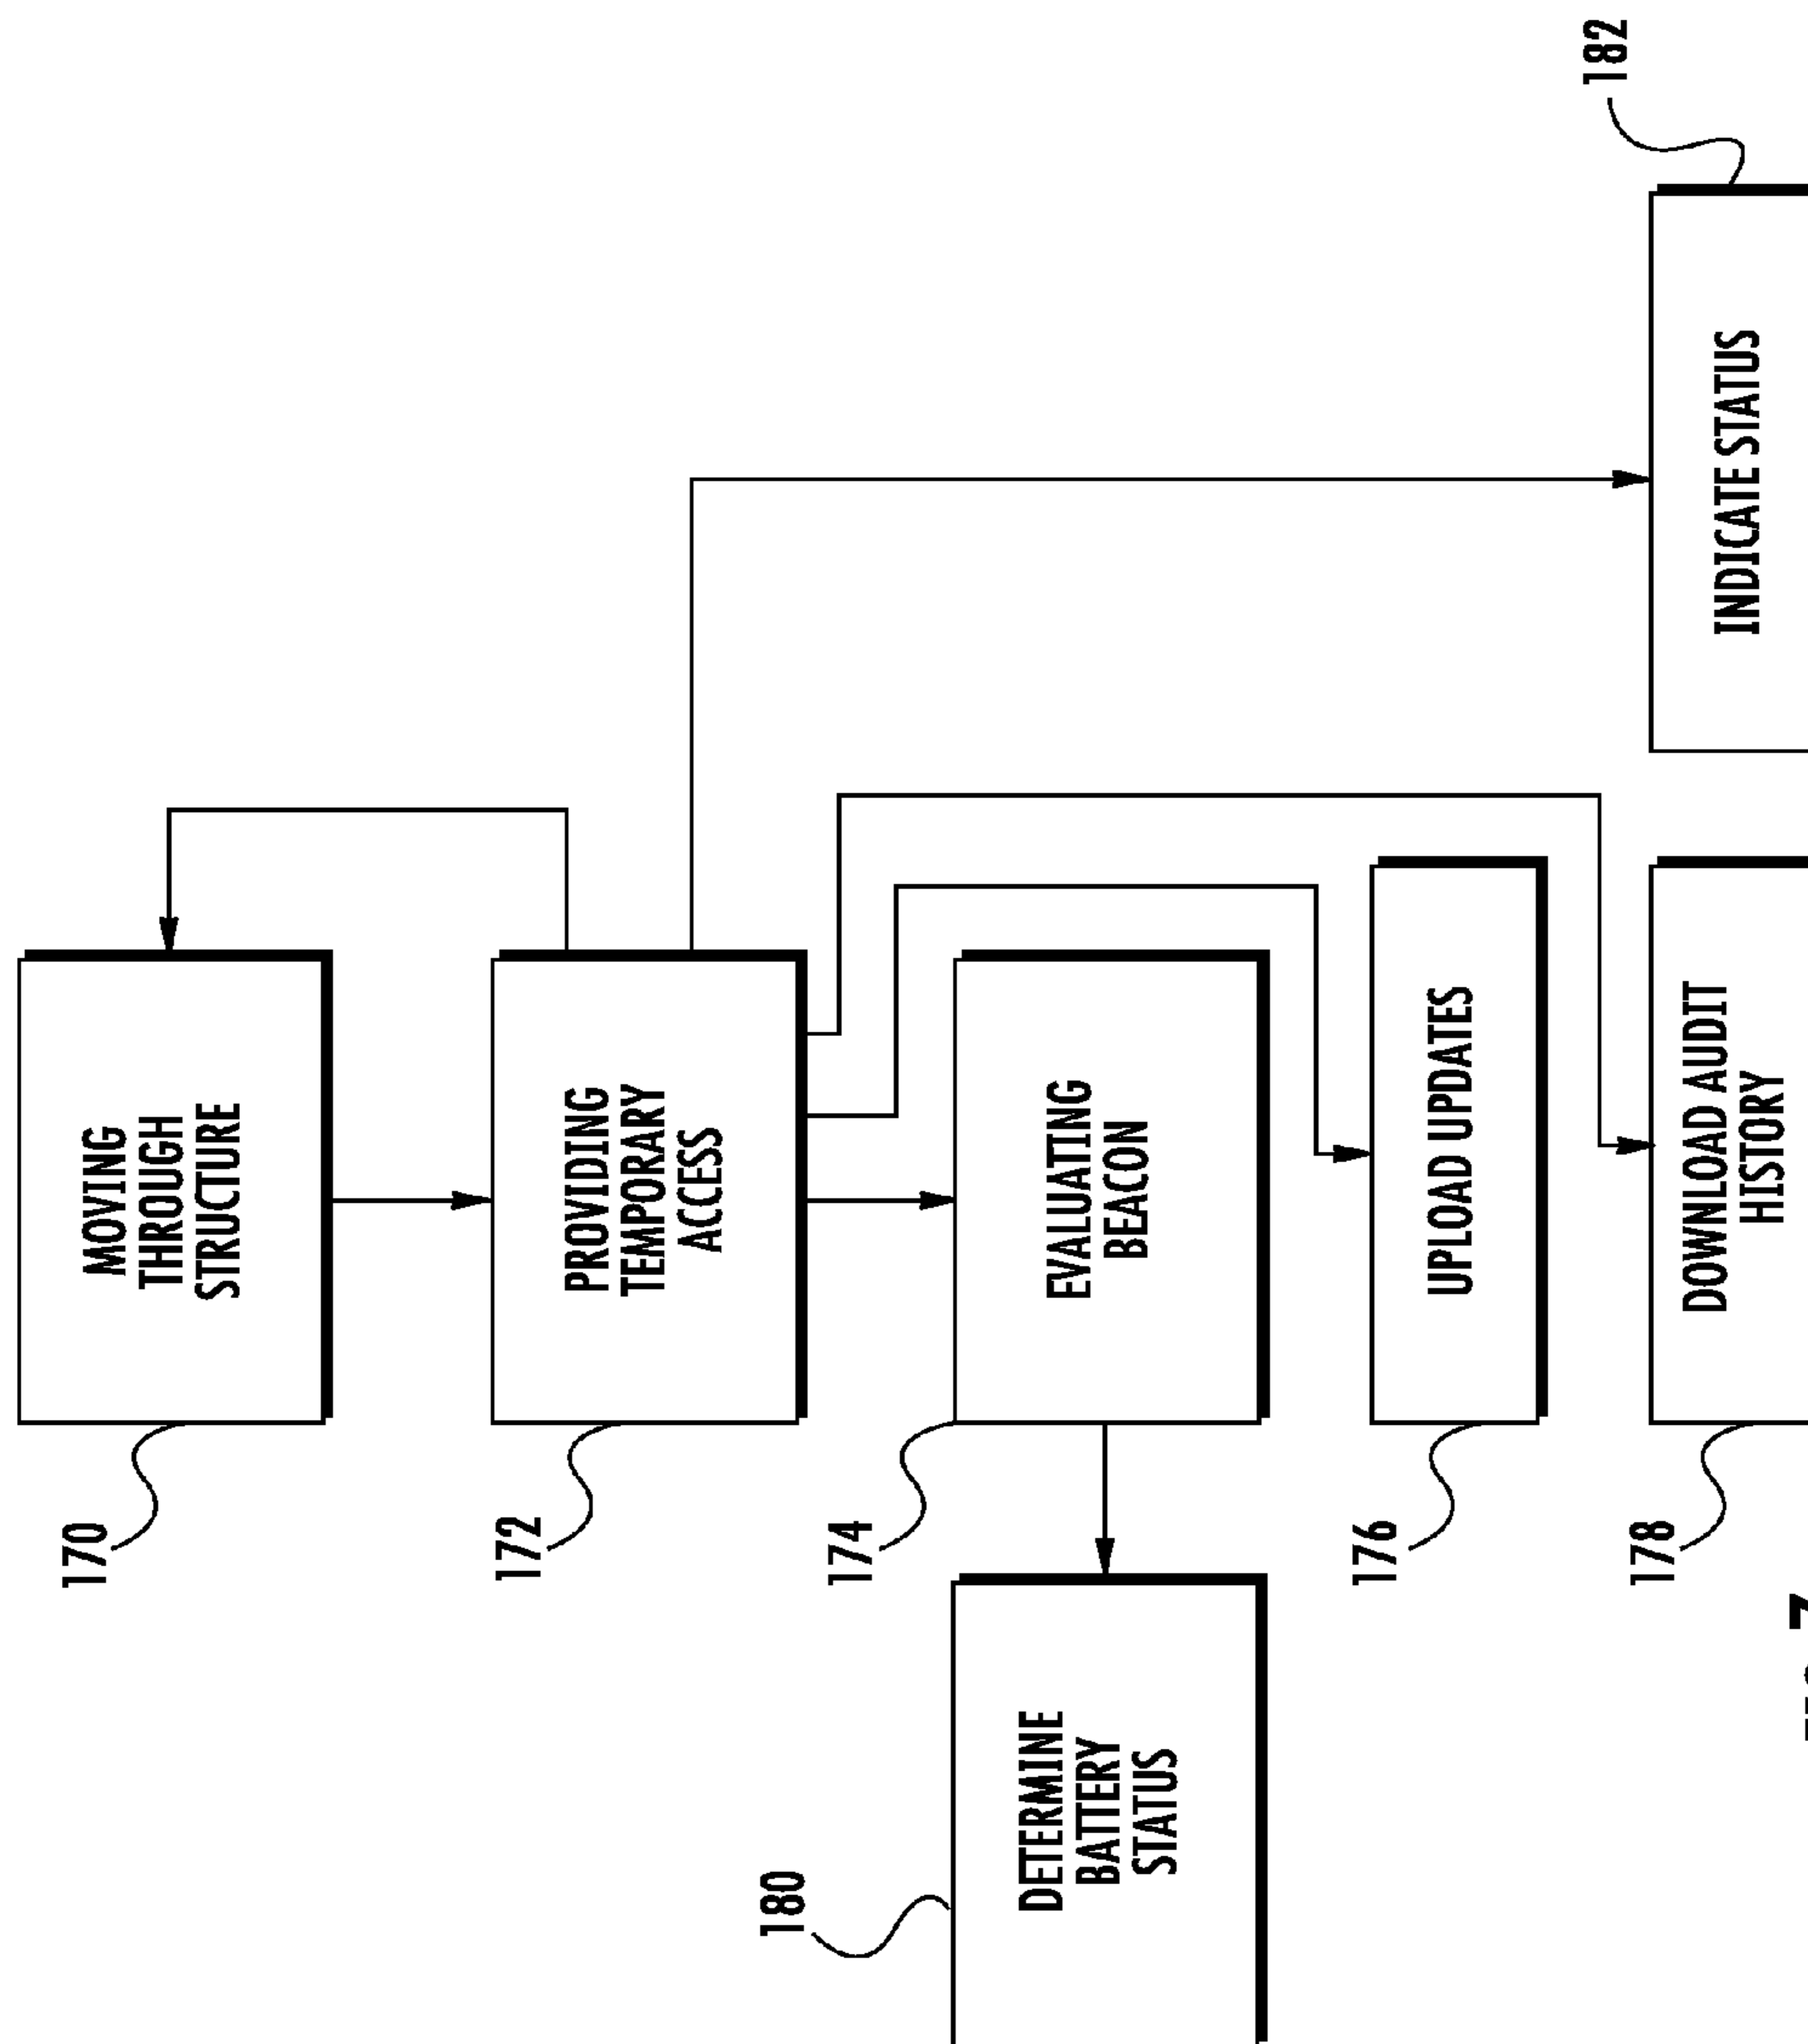 170
MOVING
THROUGH
STRUCTURE
172
PROVIDING
TEMPORARY
ACCESS
174
EVALUATING
BEACON
180
DETERMINE
BATTERY
STATUS
176
UPLOAD UPDATES
178
DOWNLOAD AUDIT
HISTORY
182
INDICATE STATUS